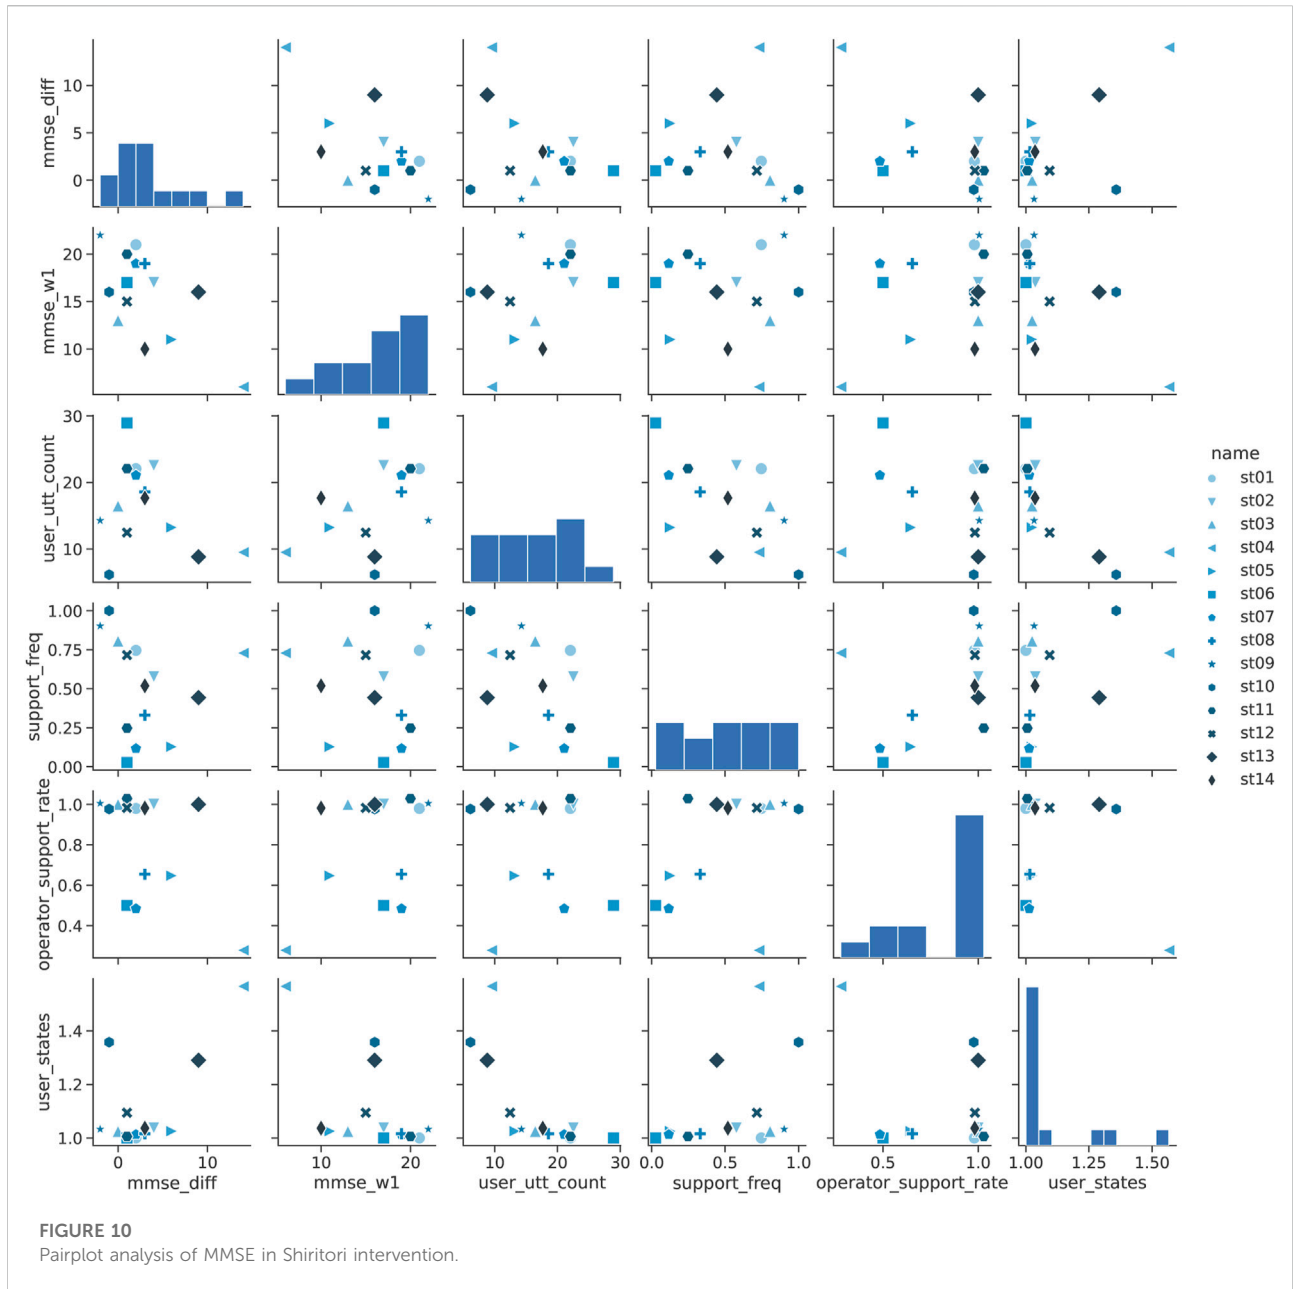 mmse_diff
10
5
0
mmse_w1
20
15
10
user_utt_count
30
20
10
support_freq
1.00
0.75
0.50
0.25
0.00
operator_support_rate
1.0
0.8
0.6
0.4
user_states
1.4
1.2
1.0
0 10
mmse_diff
10 20
mmse_w1
10 20 30
user_utt_count
0.0 0.5 1.0
support_freq
0.5 1.0
operator_support_rate
1.00 1.25 1.50
user_states
name
st01
st02
st03
st04
st05
st06
st07
st08
st09
st10
st11
st12
st13
st14
FIGURE 10
Pairplot analysis of MMSE in Shiritori intervention.